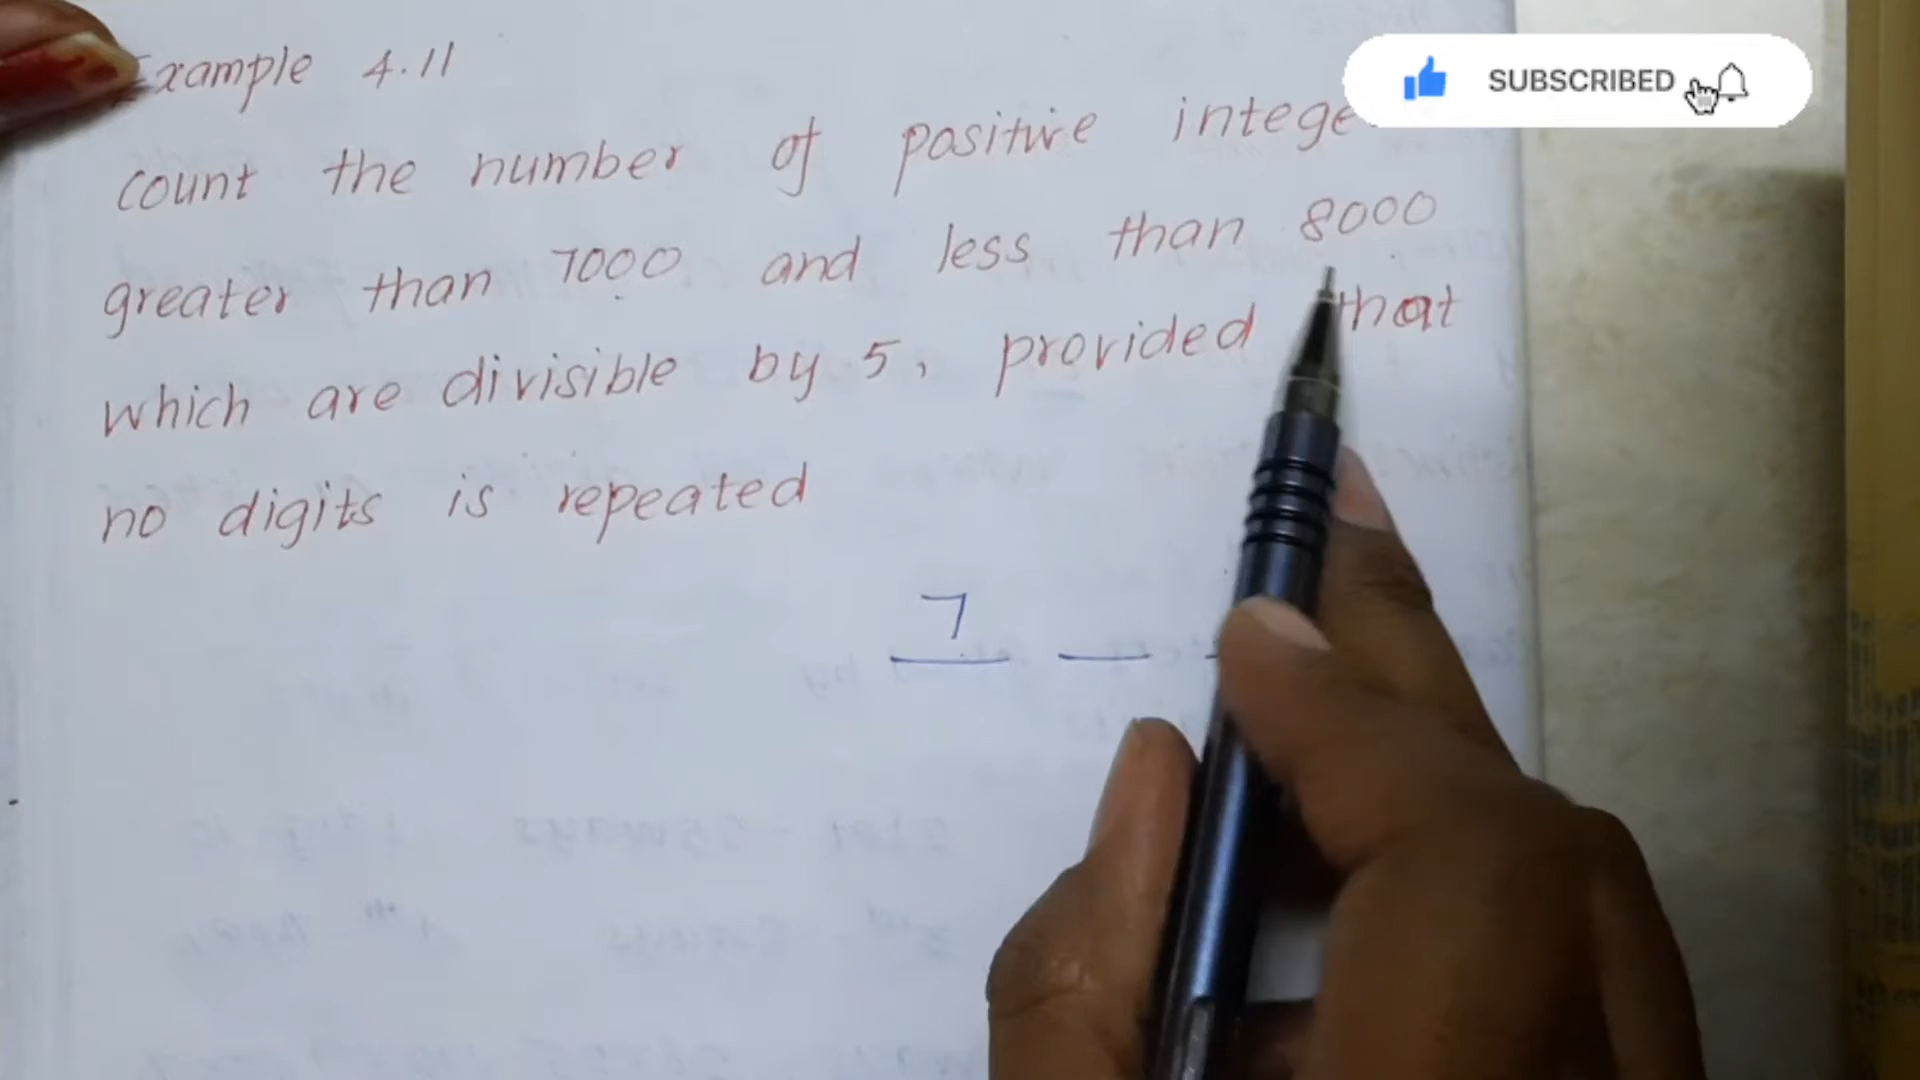 Example 4.11
SUBSCRIBED
count the number of positive intege
greater than 7000 and less than 8000
which are divisible by 5, provided that
no digits is repeated
7